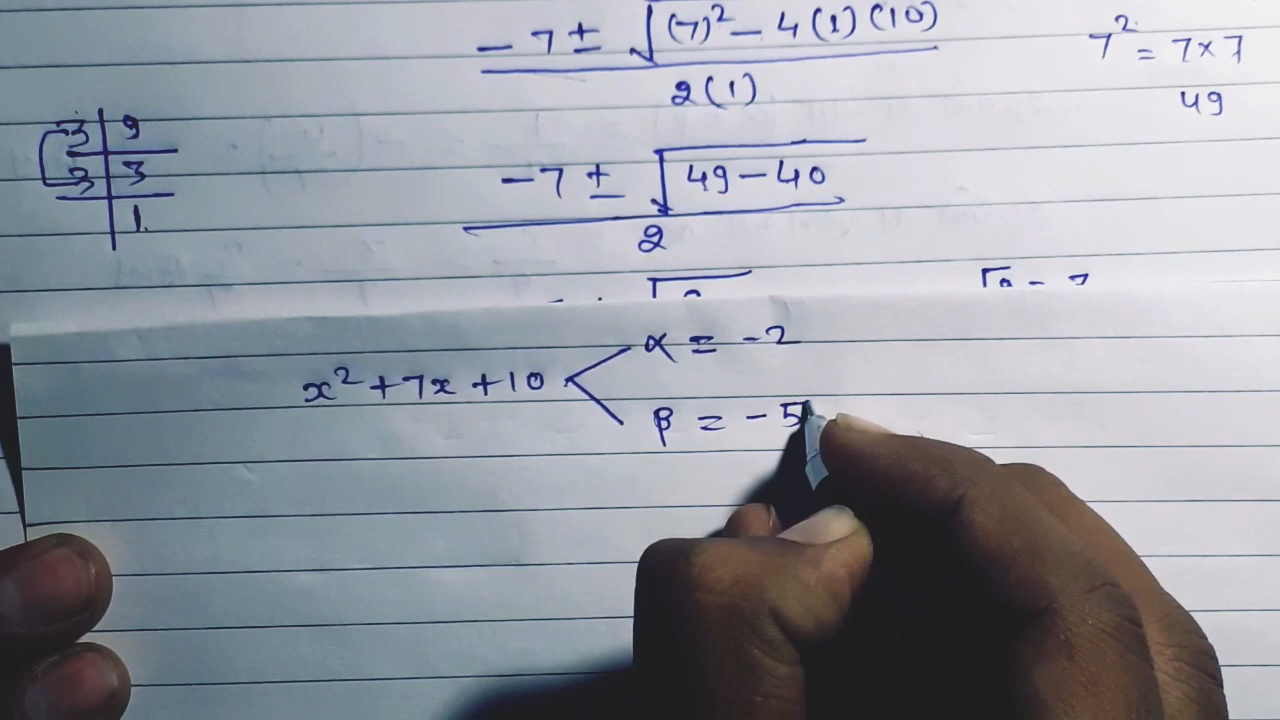 -7 ± √(7)² - 4(1)(10)
2(1)
7² = 7×7
49
3 | 9
3 | 3
1
-7 ± √49-40
2
x² + 7x + 10
α = -2
β = -5